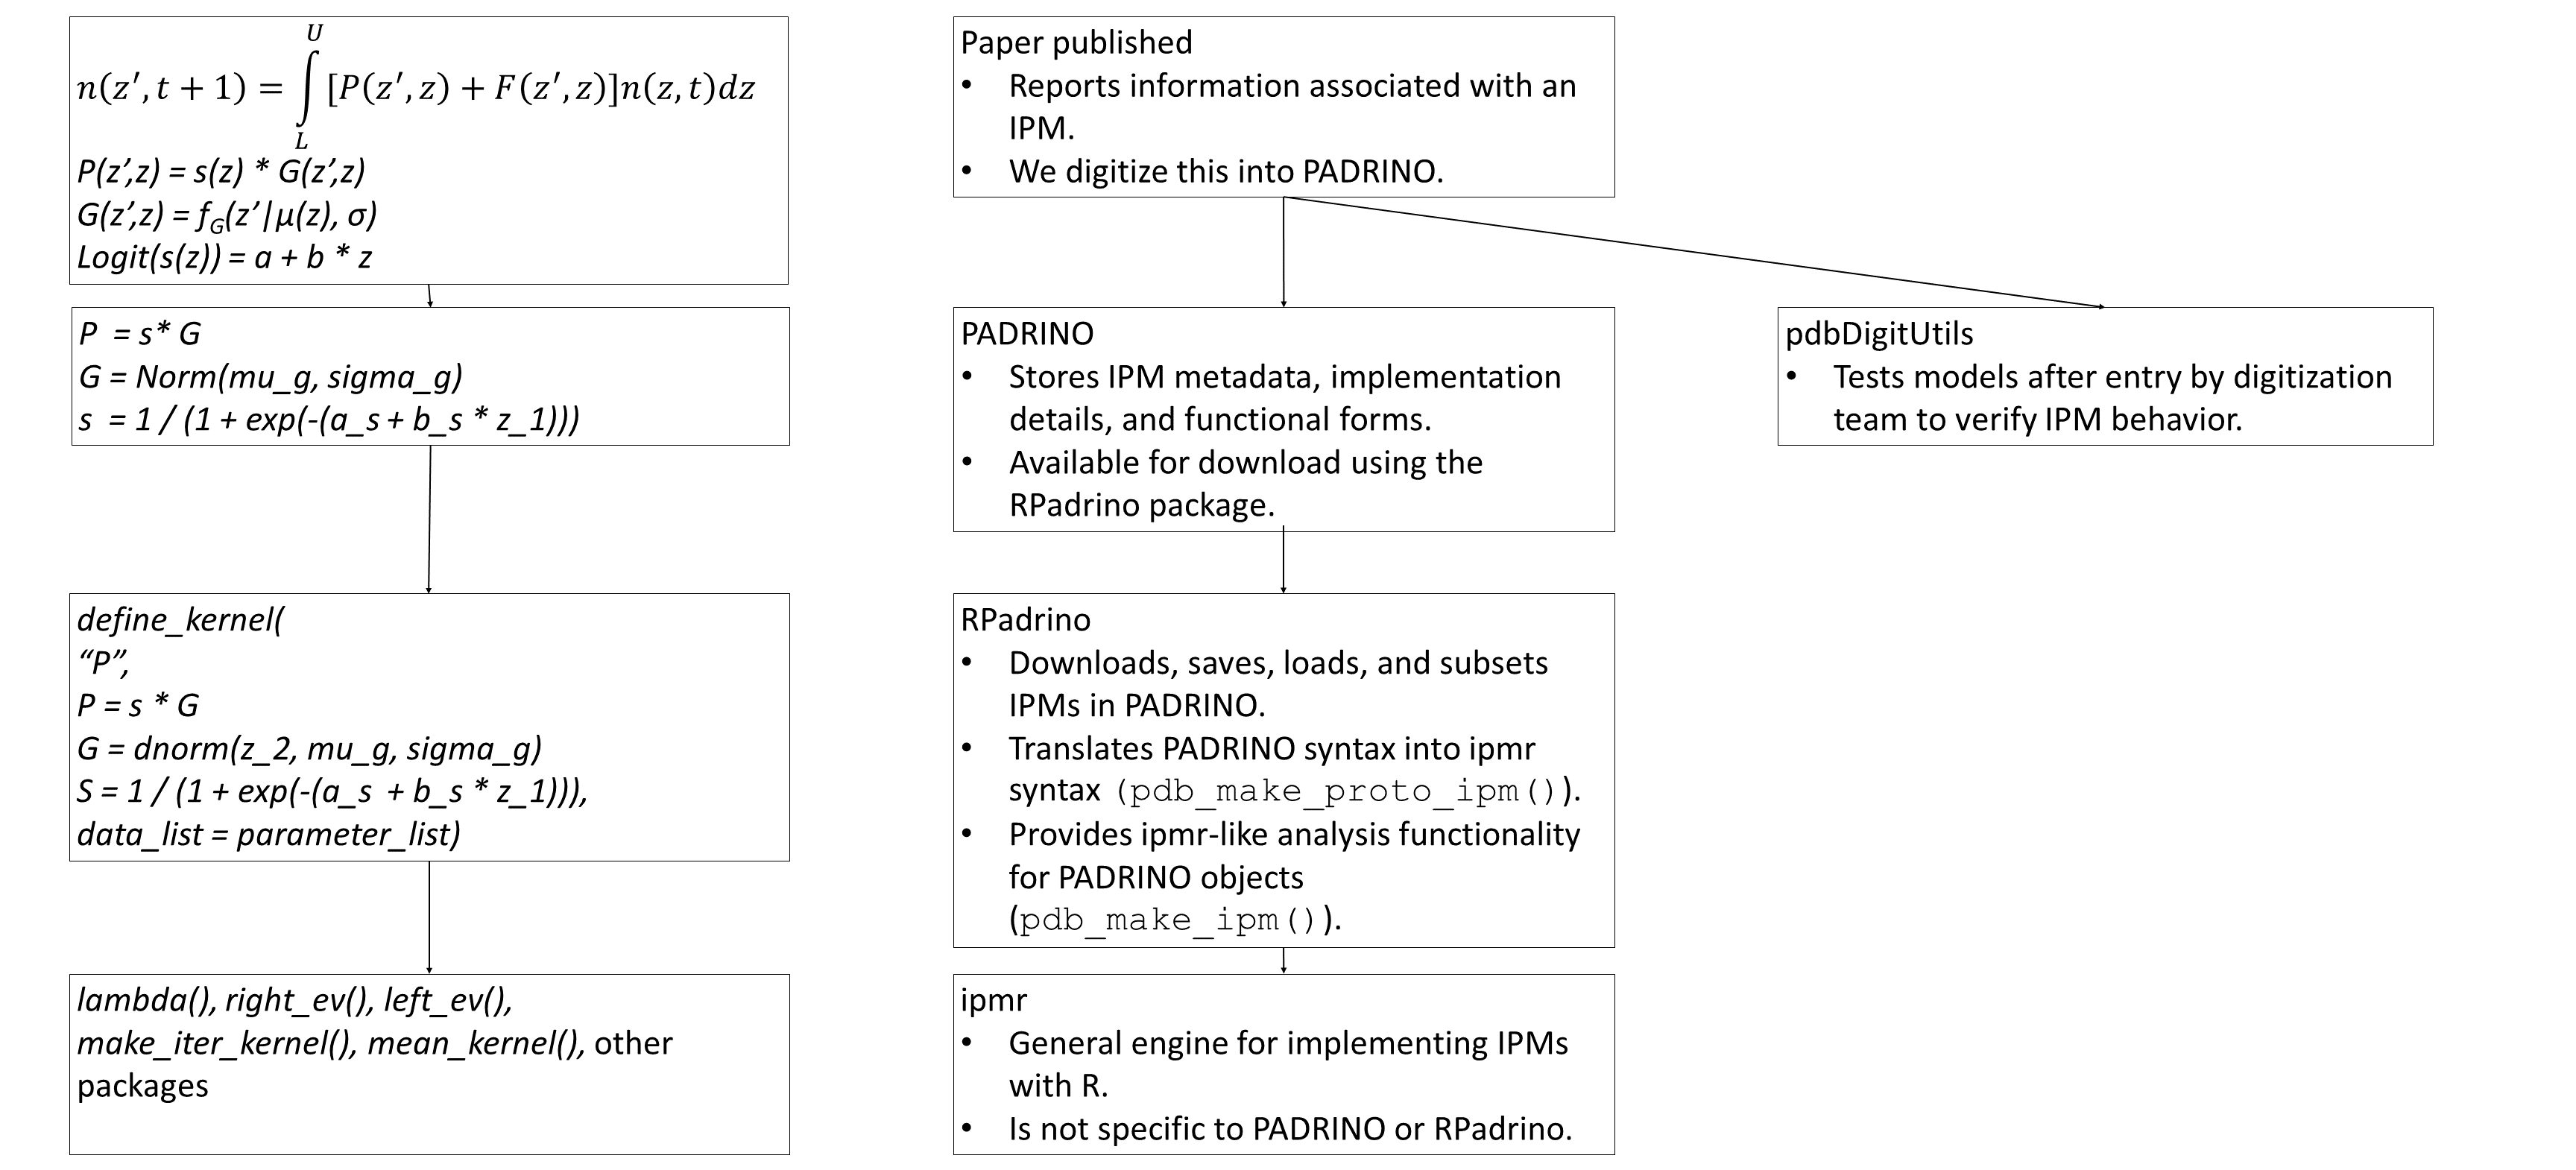 n(z′, t + 1) = ∫_L^U [P(z′, z) + F(z′, z)]n(z, t)dz
P(z’,z) = s(z) * G(z’,z)
G(z’,z) = f_G(z’|μ(z), σ)
Logit(s(z)) = a + b * z
P = s* G
G = Norm(mu_g, sigma_g)
s = 1 / (1 + exp(-(a_s + b_s * z_1)))
define_kernel(
“P”,
P = s * G
G = dnorm(z_2, mu_g, sigma_g)
S = 1 / (1 + exp(-(a_s + b_s * z_1))),
data_list = parameter_list)
lambda(), right_ev(), left_ev(),
make_iter_kernel(), mean_kernel(), other
packages
Paper published
• Reports information associated with an
IPM.
• We digitize this into PADRINO.
PADRINO
• Stores IPM metadata, implementation
details, and functional forms.
• Available for download using the
RPadrino package.
RPadrino
• Downloads, saves, loads, and subsets
IPMs in PADRINO.
• Translates PADRINO syntax into ipmr
syntax (pdb_make_proto_ipm()).
• Provides ipmr-like analysis functionality
for PADRINO objects
(pdb_make_ipm()).
ipmr
• General engine for implementing IPMs
with R.
• Is not specific to PADRINO or RPadrino.
pdbDigitUtils
• Tests models after entry by digitization
team to verify IPM behavior.